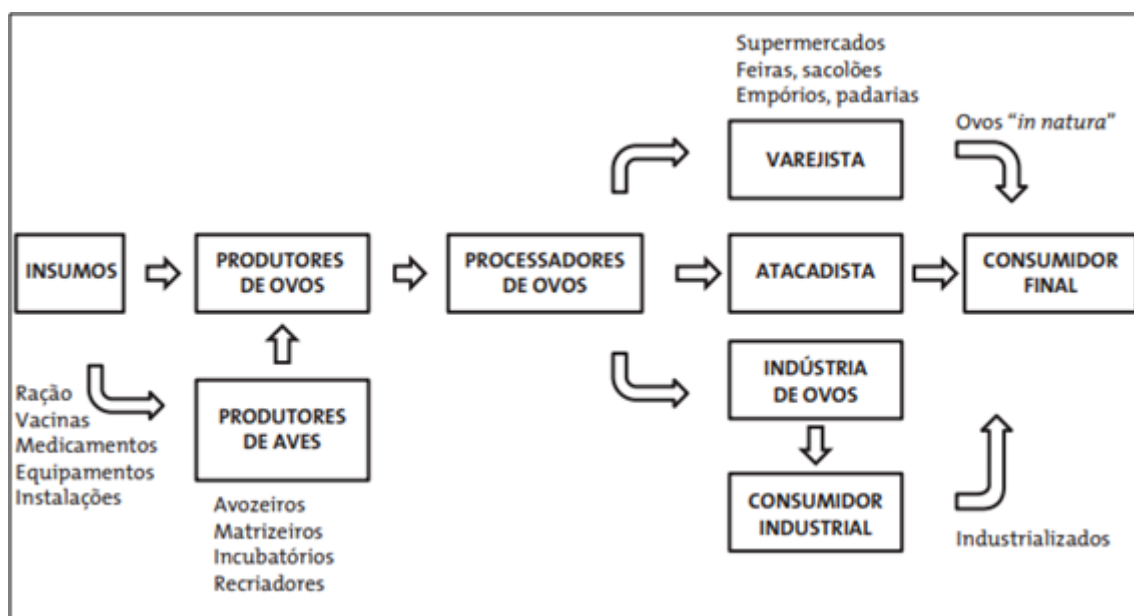 Supermercados
Feiras, sacolões
Empórios, padarias
Ovos “in natura”
VAREJISTA
INSUMOS
PRODUTORES
DE OVOS
PROCESSADORES
DE OVOS
ATACADISTA
CONSUMIDOR
FINAL
Ração
Vacinas
Medicamentos
Equipamentos
Instalações
PRODUTORES
DE AVES
INDÚSTRIA
DE OVOS
Avozeiros
Matrizeiros
Incubatórios
Recriadores
CONSUMIDOR
INDUSTRIAL
Industrializados